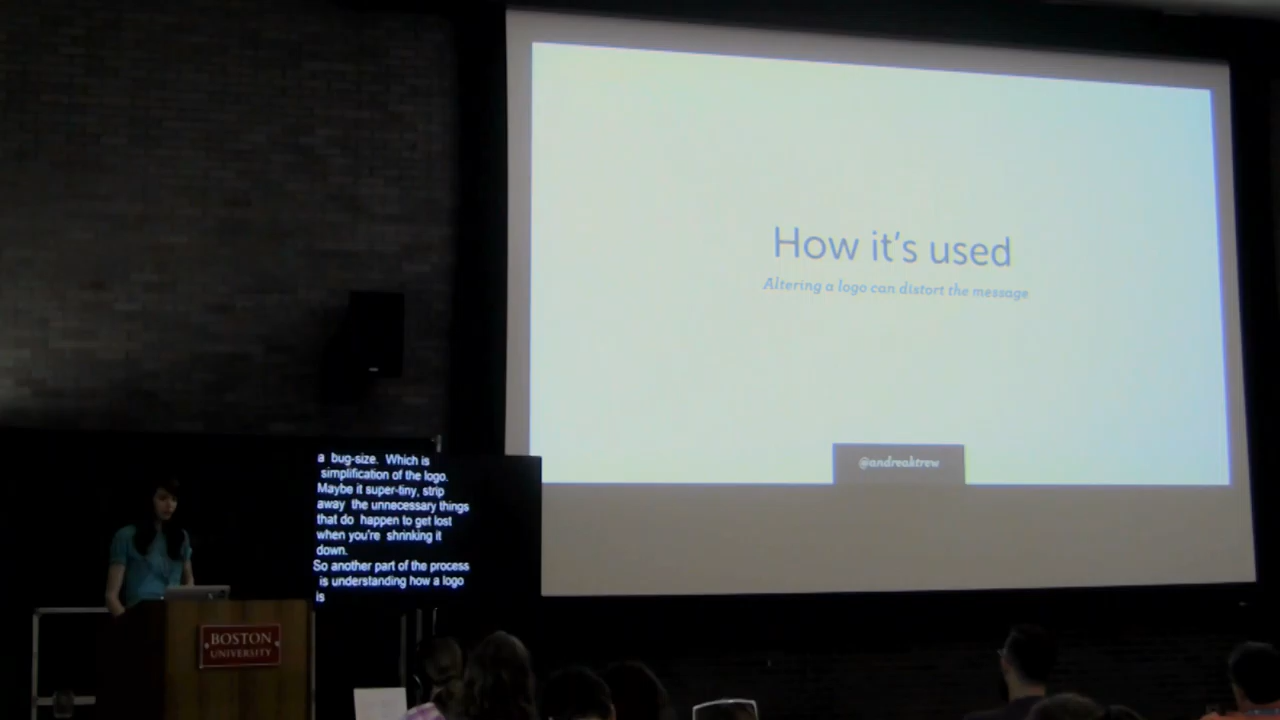 How it's used
Altering a logo can distort the message
@andreaktrew
a bug-size. Which is
simplification of the logo.
Maybe it super-tiny, strip
away the unnecessary things
that do happen to get lost
when you're shrinking it
down.
So another part of the process
is understanding how a logo
is
BOSTON
UNIVERSITY